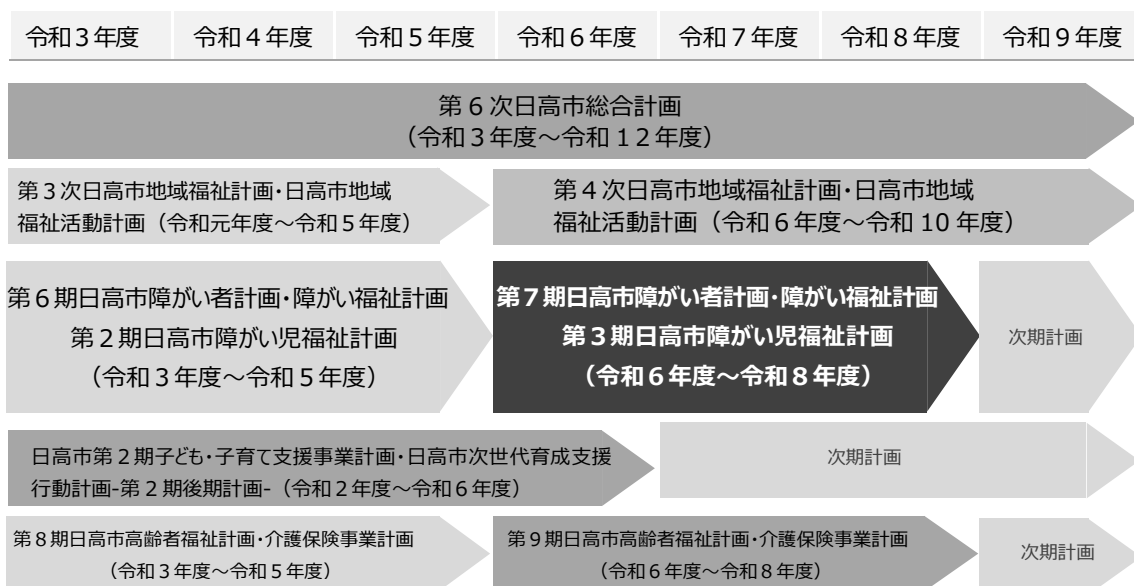 令和３年度 令和４年度 令和５年度 令和６年度 令和７年度 令和８年度 令和９年度
第６次日高市総合計画
（令和３年度～令和１２年度）
第３次日高市地域福祉計画・日高市地域
福祉活動計画（令和元年度～令和５年度）
第４次日高市地域福祉計画・日高市地域
福祉活動計画（令和６年度～令和 10 年度）
第６期日高市障がい者計画・障がい福祉計画
第２期日高市障がい児福祉計画
（令和３年度～令和５年度）
第７期日高市障がい者計画・障がい福祉計画
第３期日高市障がい児福祉計画
（令和６年度～令和８年度）
次期計画
日高市第２期子ども・子育て支援事業計画・日高市次世代育成支援
行動計画-第２期後期計画-（令和２年度～令和６年度）
次期計画
第８期日高市高齢者福祉計画・介護保険事業計画
（令和３年度～令和５年度）
第９期日高市高齢者福祉計画・介護保険事業計画
（令和６年度～令和８年度）
次期計画